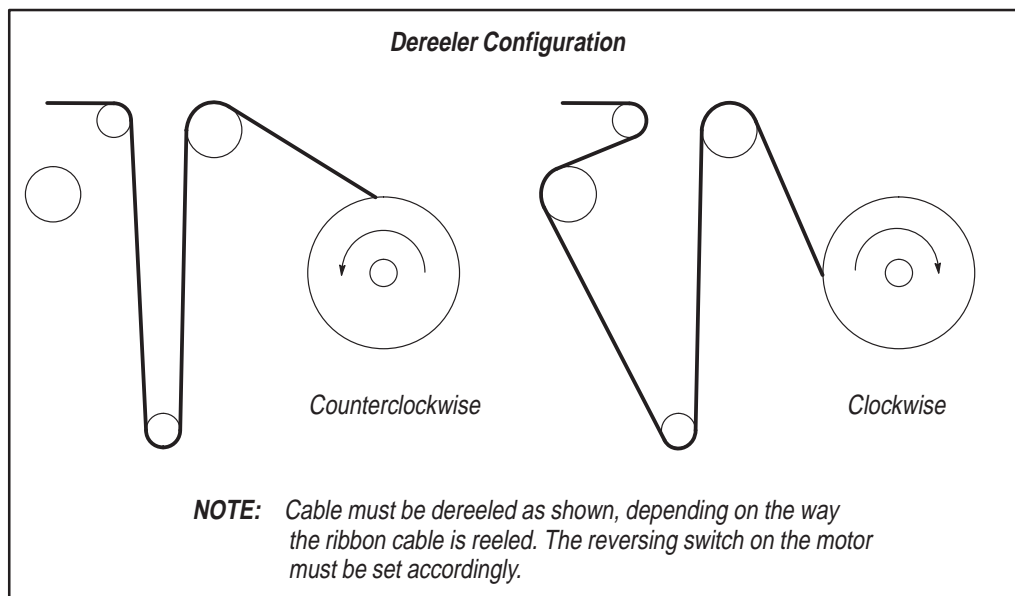 Dereeler Configuration
Counterclockwise
Clockwise
NOTE: Cable must be dereeled as shown, depending on the way
the ribbon cable is reeled. The reversing switch on the motor
must be set accordingly.